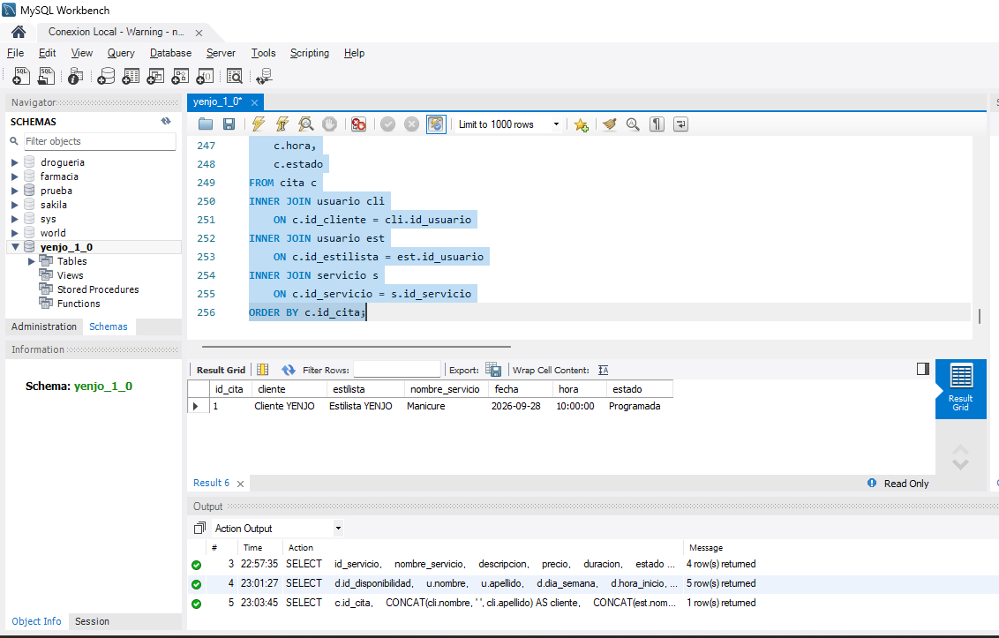 MySQL Workbench
Conexion Local - Warning - n...
File Edit View Query Database Server Tools Scripting Help
Navigator
SCHEMAS
Filter objects
drogueria
farmacia
prueba
sakila
sys
world
yenjo_1_0
Tables
Views
Stored Procedures
Functions
Administration Schemas
Information
Schema: yenjo_1_0
Object Info Session
yenjo_1_0*
Limit to 1000 rows
247 c.hora,
248 c.estado
249 FROM cita c
250 INNER JOIN usuario cli
251 ON c.id_cliente = cli.id_usuario
252 INNER JOIN usuario est
253 ON c.id_estilista = est.id_usuario
254 INNER JOIN servicio s
255 ON c.id_servicio = s.id_servicio
256 ORDER BY c.id_cita;
Result Grid Filter Rows: Export: Wrap Cell Content:
id_cita cliente estilista nombre_servicio fecha hora estado
1 Cliente YENJO Estilista YENJO Manicure 2026-09-28 10:00:00 Programada
Result
Grid
Result 6 Read Only
Output
Action Output
# Time Action Message
3 22:57:35 SELECT id_servicio, nombre_servicio, descripcion, precio, duracion, estado ... 4 row(s) returned
4 23:01:27 SELECT d.id_disponibilidad, u.nombre, u.apellido, d.dia_semana, d.hora_inicio, ... 5 row(s) returned
5 23:03:45 SELECT c.id_cita, CONCAT(cli.nombre, ' ', cli.apellido) AS cliente, CONCAT(est.nom... 1 row(s) returned